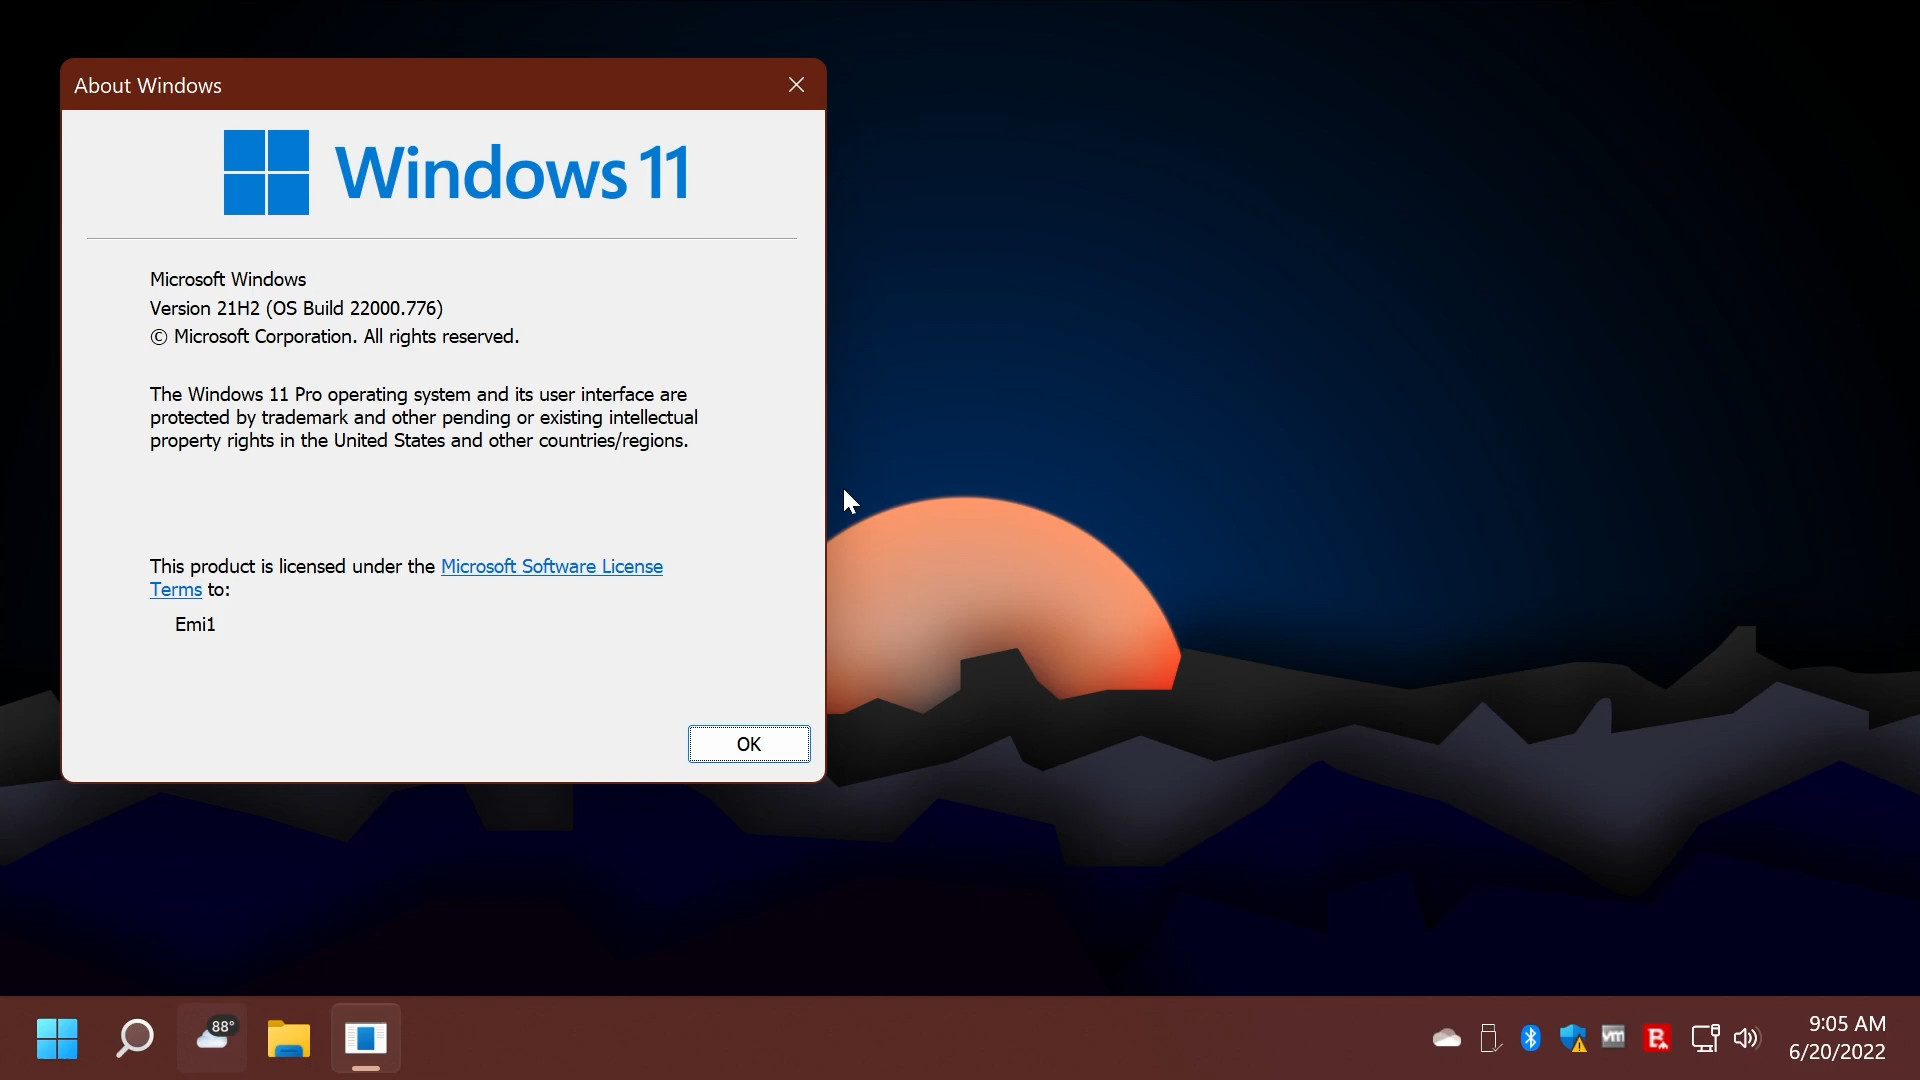 About Windows
Windows 11
Microsoft Windows
Version 21H2 (OS Build 22000.776)
© Microsoft Corporation. All rights reserved.
The Windows 11 Pro operating system and its user interface are
protected by trademark and other pending or existing intellectual
property rights in the United States and other countries/regions.
This product is licensed under the Microsoft Software License
Terms to:
Emi1
OK
88°
vm
B
9:05 AM
6/20/2022